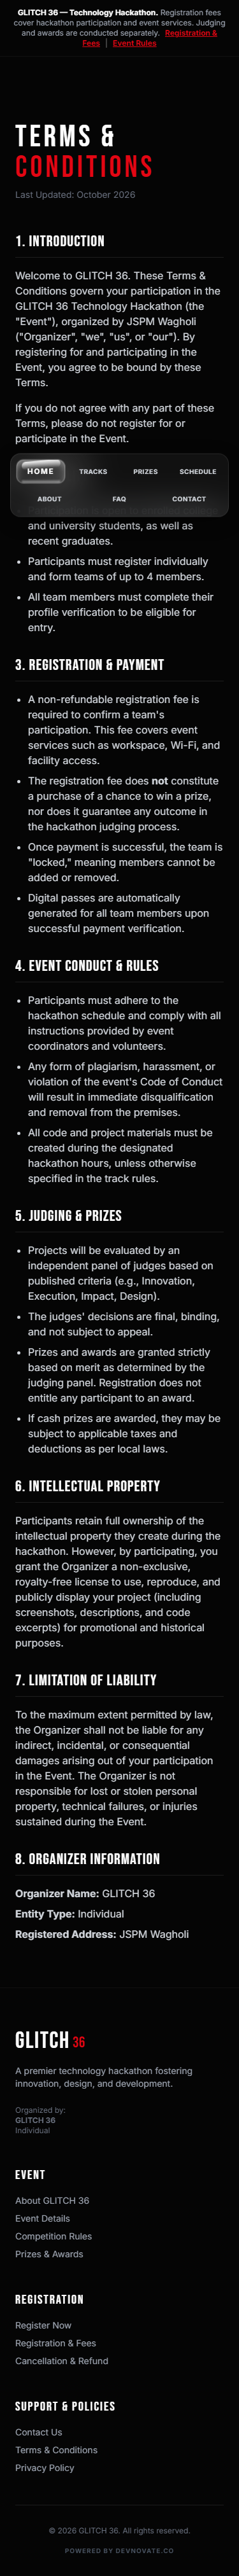 GLITCH 36 — Technology Hackathon. Registration fees
cover hackathon participation and event services. Judging
and awards are conducted separately. Registration &
Fees | Event Rules
TERMS &
CONDITIONS
Last Updated: October 2026
1. INTRODUCTION
Welcome to GLITCH 36. These Terms &
Conditions govern your participation in the
GLITCH 36 Technology Hackathon (the
"Event"), organized by JSPM Wagholi
("Organizer", "we", "us", or "our"). By
registering for and participating in the
Event, you agree to be bound by these
Terms.
If you do not agree with any part of these
Terms, please do not register for or
participate in the Event.
HOME TRACKS PRIZES SCHEDULE
ABOUT FAQ CONTACT
and university students, as well as
recent graduates.
• Participants must register individually
and form teams of up to 4 members.
• All team members must complete their
profile verification to be eligible for
entry.
3. REGISTRATION & PAYMENT
• A non-refundable registration fee is
required to confirm a team's
participation. This fee covers event
services such as workspace, Wi-Fi, and
facility access.
• The registration fee does not constitute
a purchase of a chance to win a prize,
nor does it guarantee any outcome in
the hackathon judging process.
• Once payment is successful, the team is
"locked," meaning members cannot be
added or removed.
• Digital passes are automatically
generated for all team members upon
successful payment verification.
4. EVENT CONDUCT & RULES
• Participants must adhere to the
hackathon schedule and comply with all
instructions provided by event
coordinators and volunteers.
• Any form of plagiarism, harassment, or
violation of the event's Code of Conduct
will result in immediate disqualification
and removal from the premises.
• All code and project materials must be
created during the designated
hackathon hours, unless otherwise
specified in the track rules.
5. JUDGING & PRIZES
• Projects will be evaluated by an
independent panel of judges based on
published criteria (e.g., Innovation,
Execution, Impact, Design).
• The judges' decisions are final, binding,
and not subject to appeal.
• Prizes and awards are granted strictly
based on merit as determined by the
judging panel. Registration does not
entitle any participant to an award.
• If cash prizes are awarded, they may be
subject to applicable taxes and
deductions as per local laws.
6. INTELLECTUAL PROPERTY
Participants retain full ownership of the
intellectual property they create during the
hackathon. However, by participating, you
grant the Organizer a non-exclusive,
royalty-free license to use, reproduce, and
publicly display your project (including
screenshots, descriptions, and code
excerpts) for promotional and historical
purposes.
7. LIMITATION OF LIABILITY
To the maximum extent permitted by law,
the Organizer shall not be liable for any
indirect, incidental, or consequential
damages arising out of your participation
in the Event. The Organizer is not
responsible for lost or stolen personal
property, technical failures, or injuries
sustained during the Event.
8. ORGANIZER INFORMATION
Organizer Name: GLITCH 36
Entity Type: Individual
Registered Address: JSPM Wagholi
GLITCH 36
A premier technology hackathon fostering
innovation, design, and development.
Organized by:
GLITCH 36
Individual
EVENT
About GLITCH 36
Event Details
Competition Rules
Prizes & Awards
REGISTRATION
Register Now
Registration & Fees
Cancellation & Refund
SUPPORT & POLICIES
Contact Us
Terms & Conditions
Privacy Policy
© 2026 GLITCH 36. All rights reserved.
POWERED BY DEVNOVATE.CO